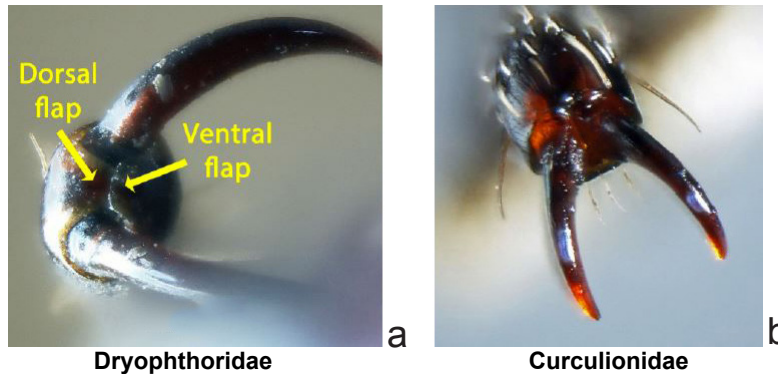 Dorsal
flap
Ventral
flap
a
b
Dryophthoridae
Curculionidae